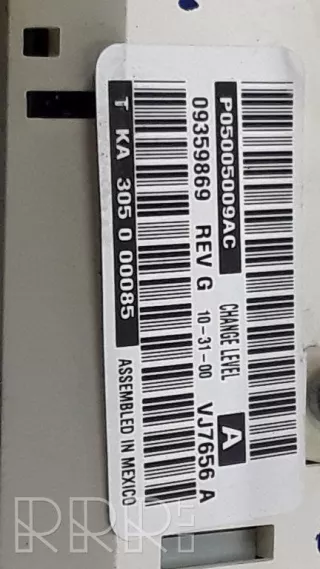 P05005009AC
CHANGE LEVEL A
09359869 REV G 10-31-00 VJ7656 A
T KA 305 0 00085
ASSEMBLED IN MEXICO
RRR